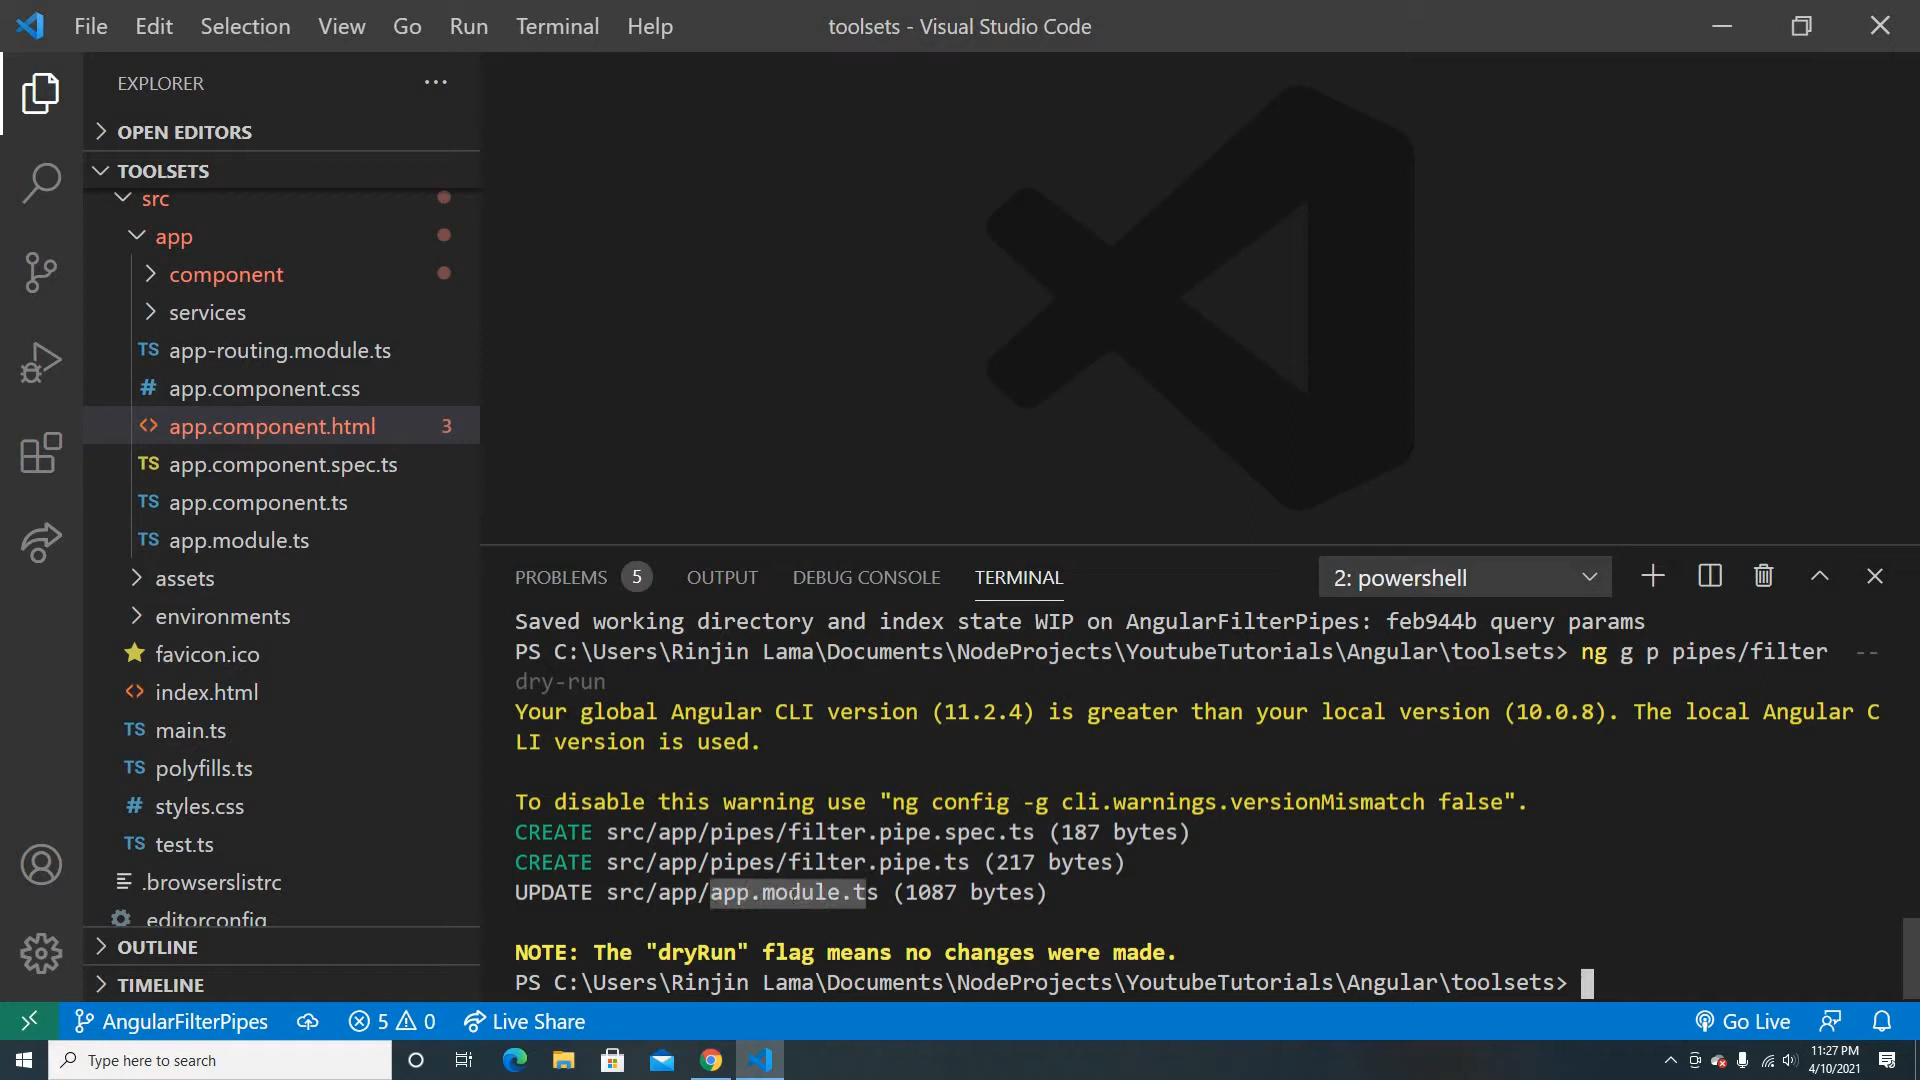 File Edit Selection View Go Run Terminal Help
toolsets - Visual Studio Code
EXPLORER
OPEN EDITORS
TOOLSETS
src
app
component
services
TS app-routing.module.ts
# app.component.css
<> app.component.html 3
TS app.component.spec.ts
TS app.component.ts
TS app.module.ts
assets
environments
favicon.ico
<> index.html
TS main.ts
TS polyfills.ts
# styles.css
TS test.ts
.browserslistrc
.editorconfig
OUTLINE
TIMELINE
PROBLEMS 5 OUTPUT DEBUG CONSOLE TERMINAL 2: powershell
Saved working directory and index state WIP on AngularFilterPipes: feb944b query params
PS C:\Users\Rinjin Lama\Documents\NodeProjects\YoutubeTutorials\Angular\toolsets> ng g p pipes/filter --
dry-run
Your global Angular CLI version (11.2.4) is greater than your local version (10.0.8). The local Angular C
LI version is used.
To disable this warning use "ng config -g cli.warnings.versionMismatch false".
CREATE src/app/pipes/filter.pipe.spec.ts (187 bytes)
CREATE src/app/pipes/filter.pipe.ts (217 bytes)
UPDATE src/app/app.module.ts (1087 bytes)
NOTE: The "dryRun" flag means no changes were made.
PS C:\Users\Rinjin Lama\Documents\NodeProjects\YoutubeTutorials\Angular\toolsets>
AngularFilterPipes 5 0 Live Share Go Live
Type here to search
11:27 PM
4/10/2021